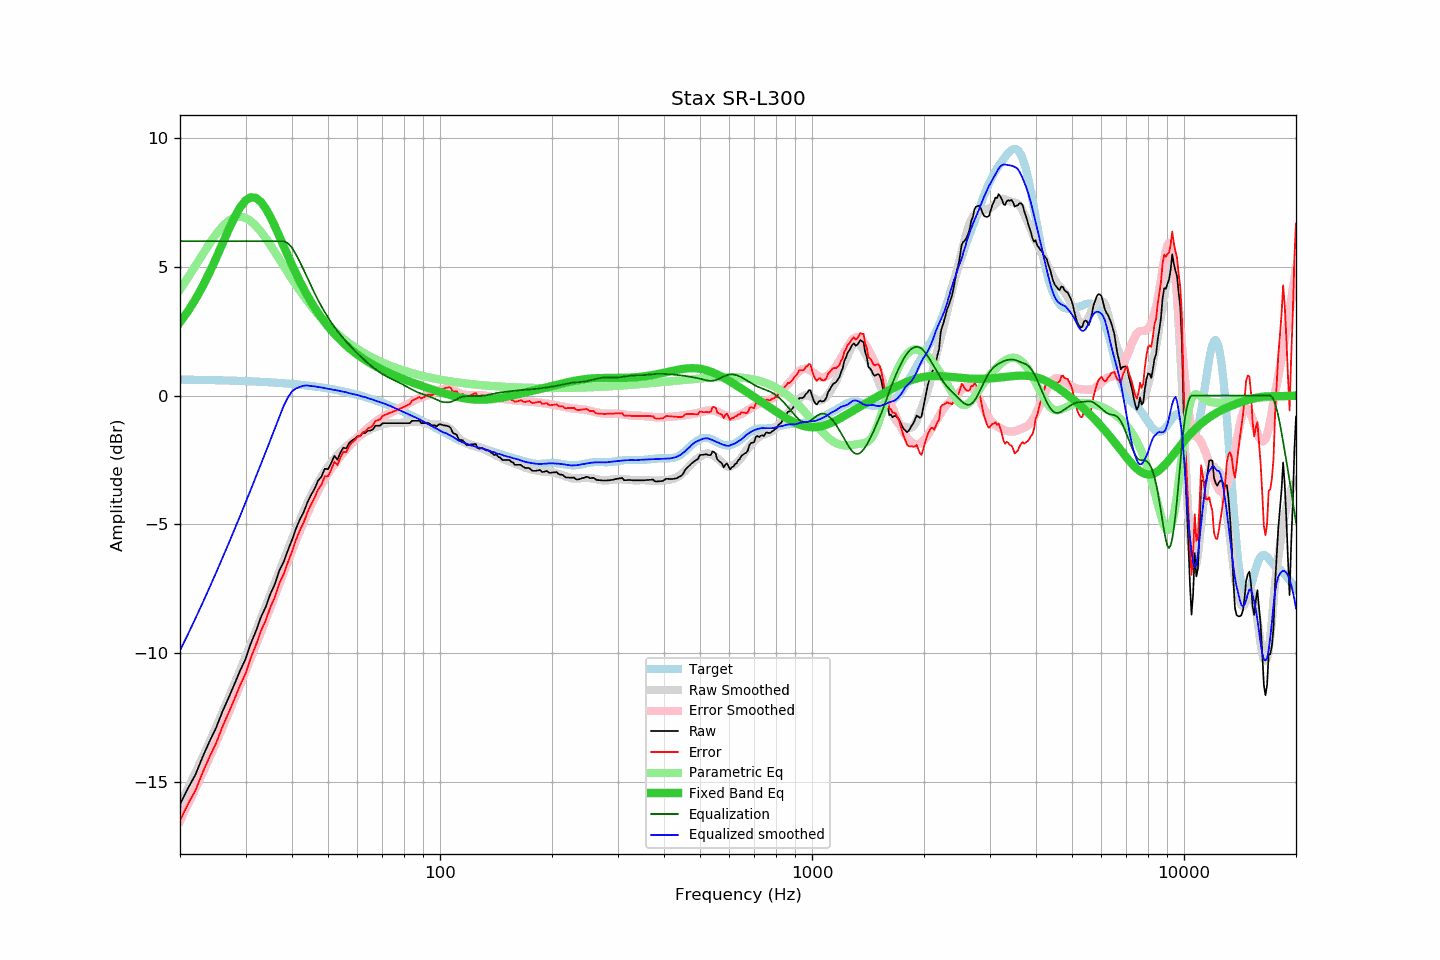 Stax SR-L300
Amplitude (dBr)
10
5
0
−5
−10
−15
Target
Raw Smoothed
Error Smoothed
Raw
Error
Parametric Eq
Fixed Band Eq
Equalization
Equalized smoothed
100
1000
10000
Frequency (Hz)